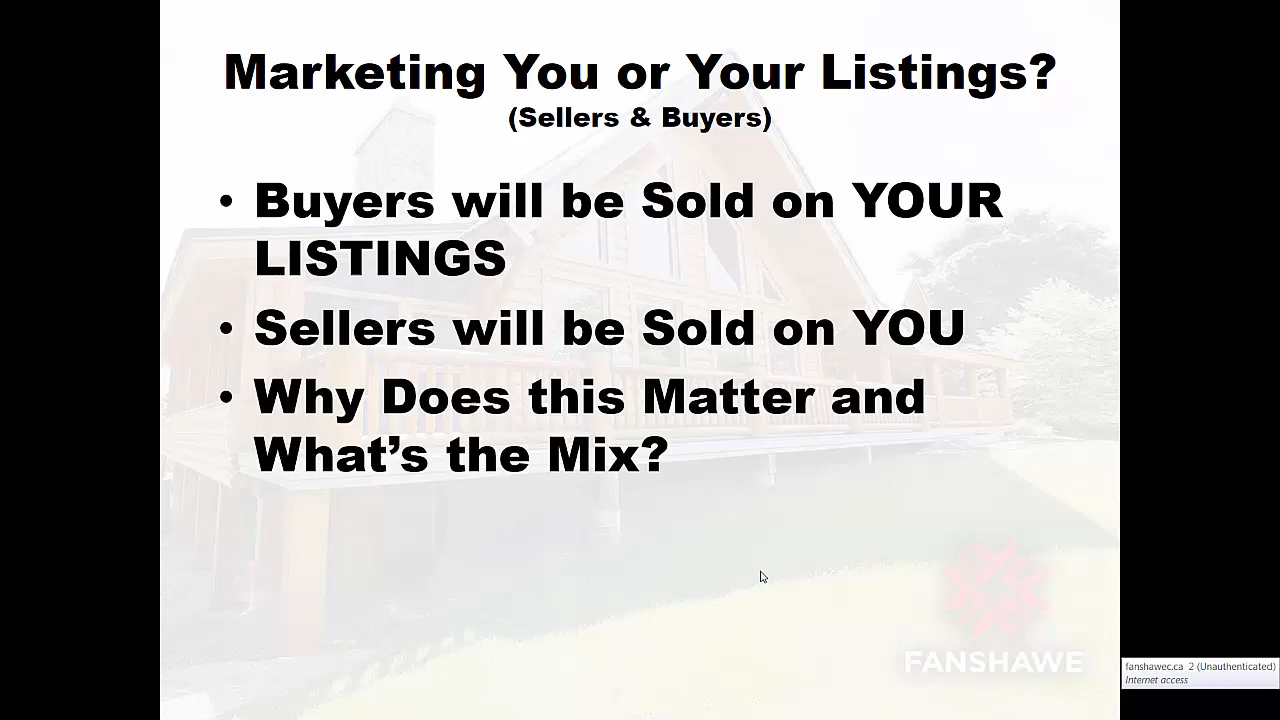 Marketing You or Your Listings?
(Sellers & Buyers)
• Buyers will be Sold on YOUR
LISTINGS
• Sellers will be Sold on YOU
• Why Does this Matter and
What’s the Mix?
FANSHAWE
fanshawec.ca 2 (Unauthenticated)
Internet access